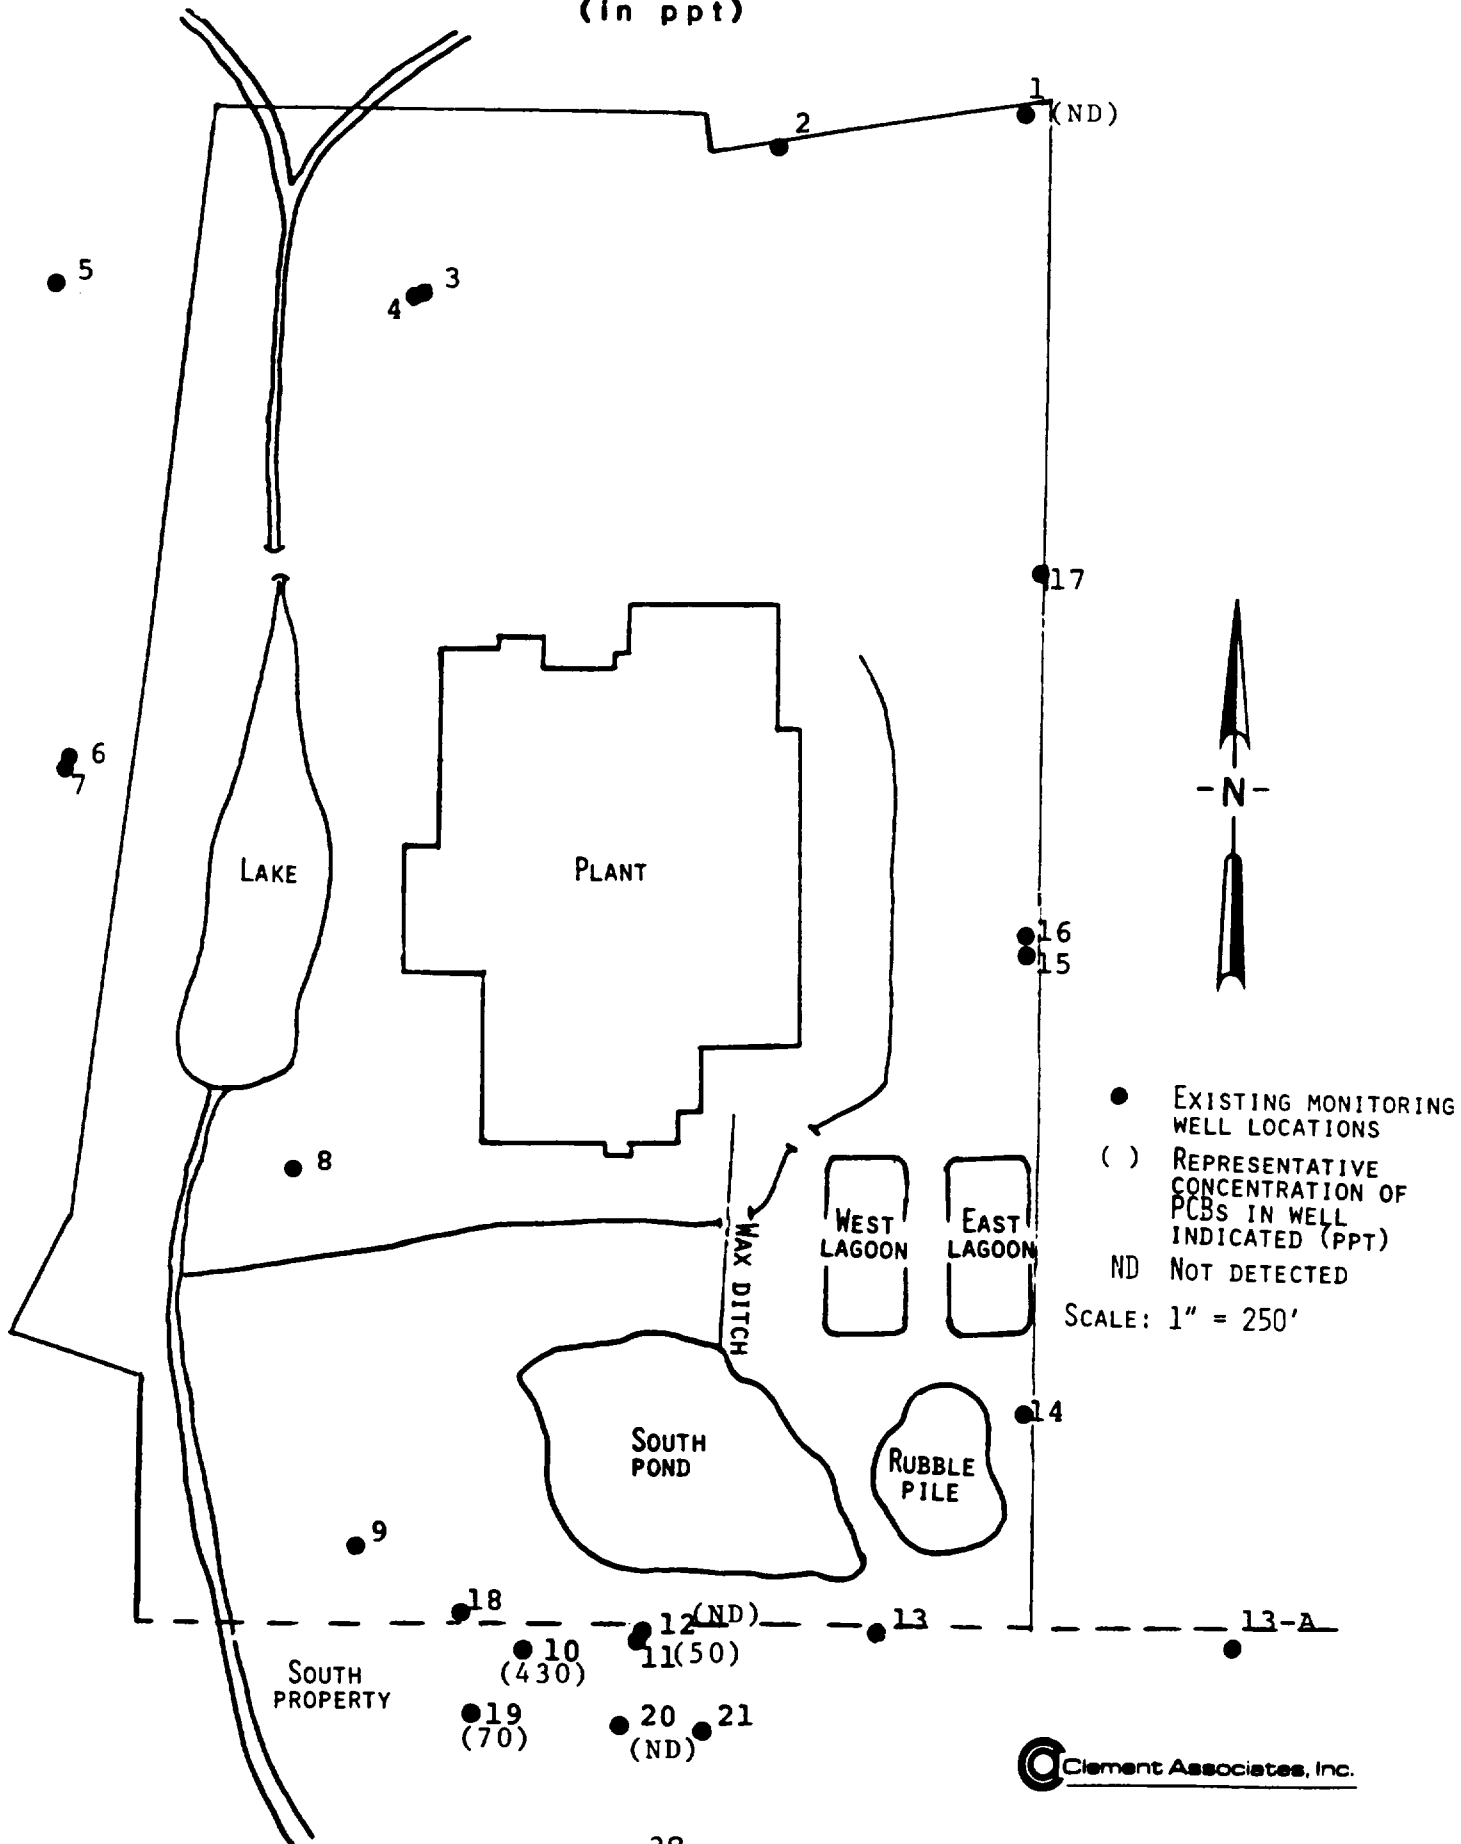 (in ppt)
1
(ND)
2
5
3
4
17
6
7
LAKE
PLANT
-N-
16
15
● EXISTING MONITORING
WELL LOCATIONS
( ) REPRESENTATIVE
CONCENTRATION OF
PCBS IN WELL
INDICATED (PPT)
ND NOT DETECTED
SCALE: 1" = 250'
8
WEST
LAGOON
EAST
LAGOON
WAX DITCH
14
SOUTH
POND
RUBBLE
PILE
9
18
12 (ND)
13
13-A
10
(430)
11(50)
SOUTH
PROPERTY
19
(70)
20
(ND)
21
Clement Associates, Inc.